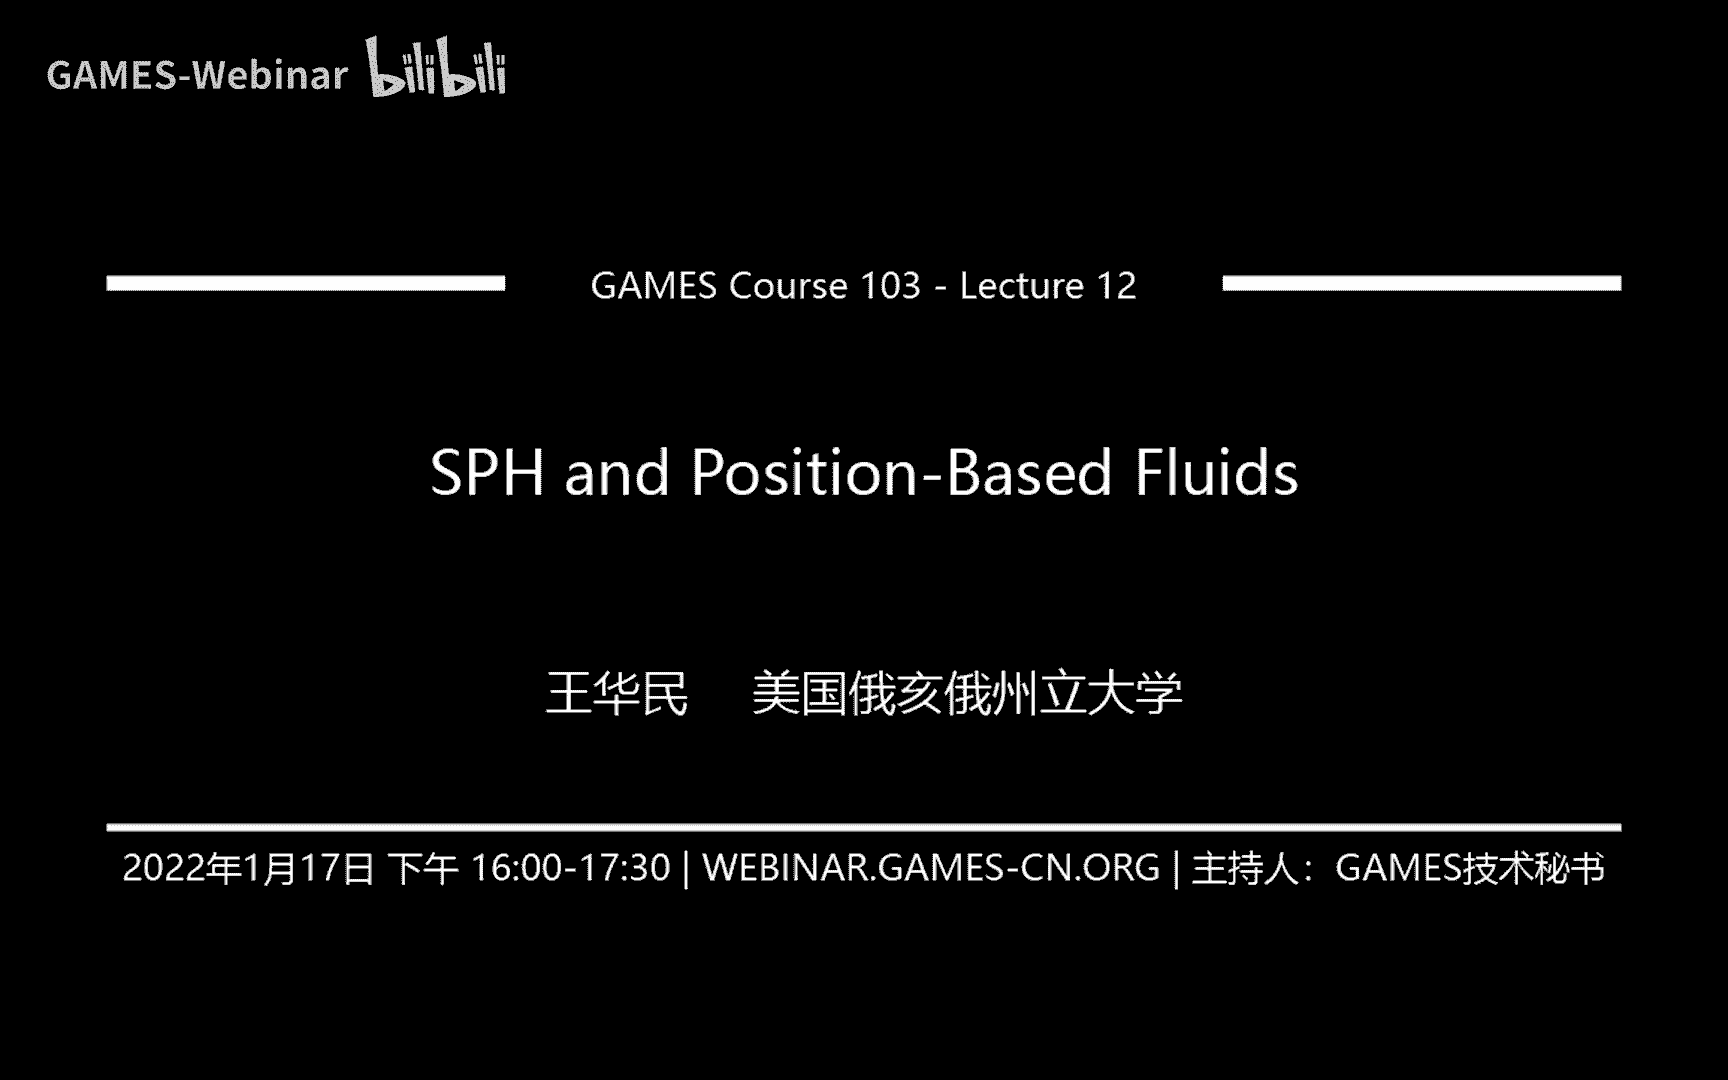 GAMES-Webinar bilibili
GAMES Course 103 - Lecture 12
SPH and Position-Based Fluids
王华民 美国俄亥俄州立大学
2022年1月17日 下午 16:00-17:30 | WEBINAR.GAMES-CN.ORG | 主持人：GAMES技术秘书